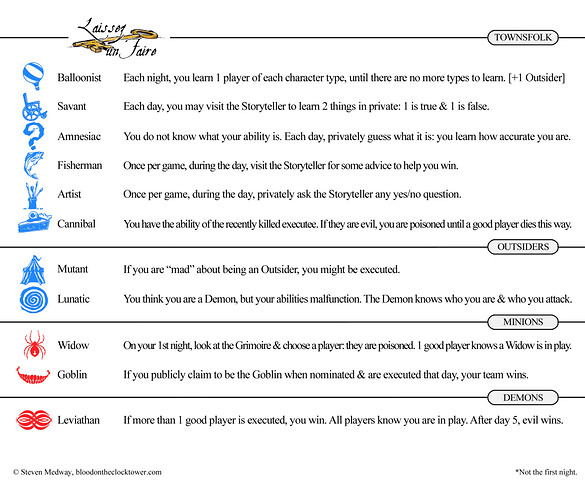 Laissez un Faire
TOWNSFOLK
Balloonist Each night, you learn 1 player of each character type, until there are no more types to learn. [+1 Outsider]
Savant Each day, you may visit the Storyteller to learn 2 things in private: 1 is true & 1 is false.
Amnesiac You do not know what your ability is. Each day, privately guess what it is: you learn how accurate you are.
Fisherman Once per game, during the day, visit the Storyteller for some advice to help you win.
Artist Once per game, during the day, privately ask the Storyteller any yes/no question.
Cannibal You have the ability of the recently killed executee. If they are evil, you are poisoned until a good player dies this way.
OUTSIDERS
Mutant If you are “mad” about being an Outsider, you might be executed.
Lunatic You think you are a Demon, but your abilities malfunction. The Demon knows who you are & who you attack.
MINIONS
Widow On your 1st night, look at the Grimoire & choose a player: they are poisoned. 1 good player knows a Widow is in play.
Goblin If you publicly claim to be the Goblin when nominated & are executed that day, your team wins.
DEMONS
Leviathan If more than 1 good player is executed, you win. All players know you are in play. After day 5, evil wins.
© Steven Medway, bloodontheclocktower.com *Not the first night.